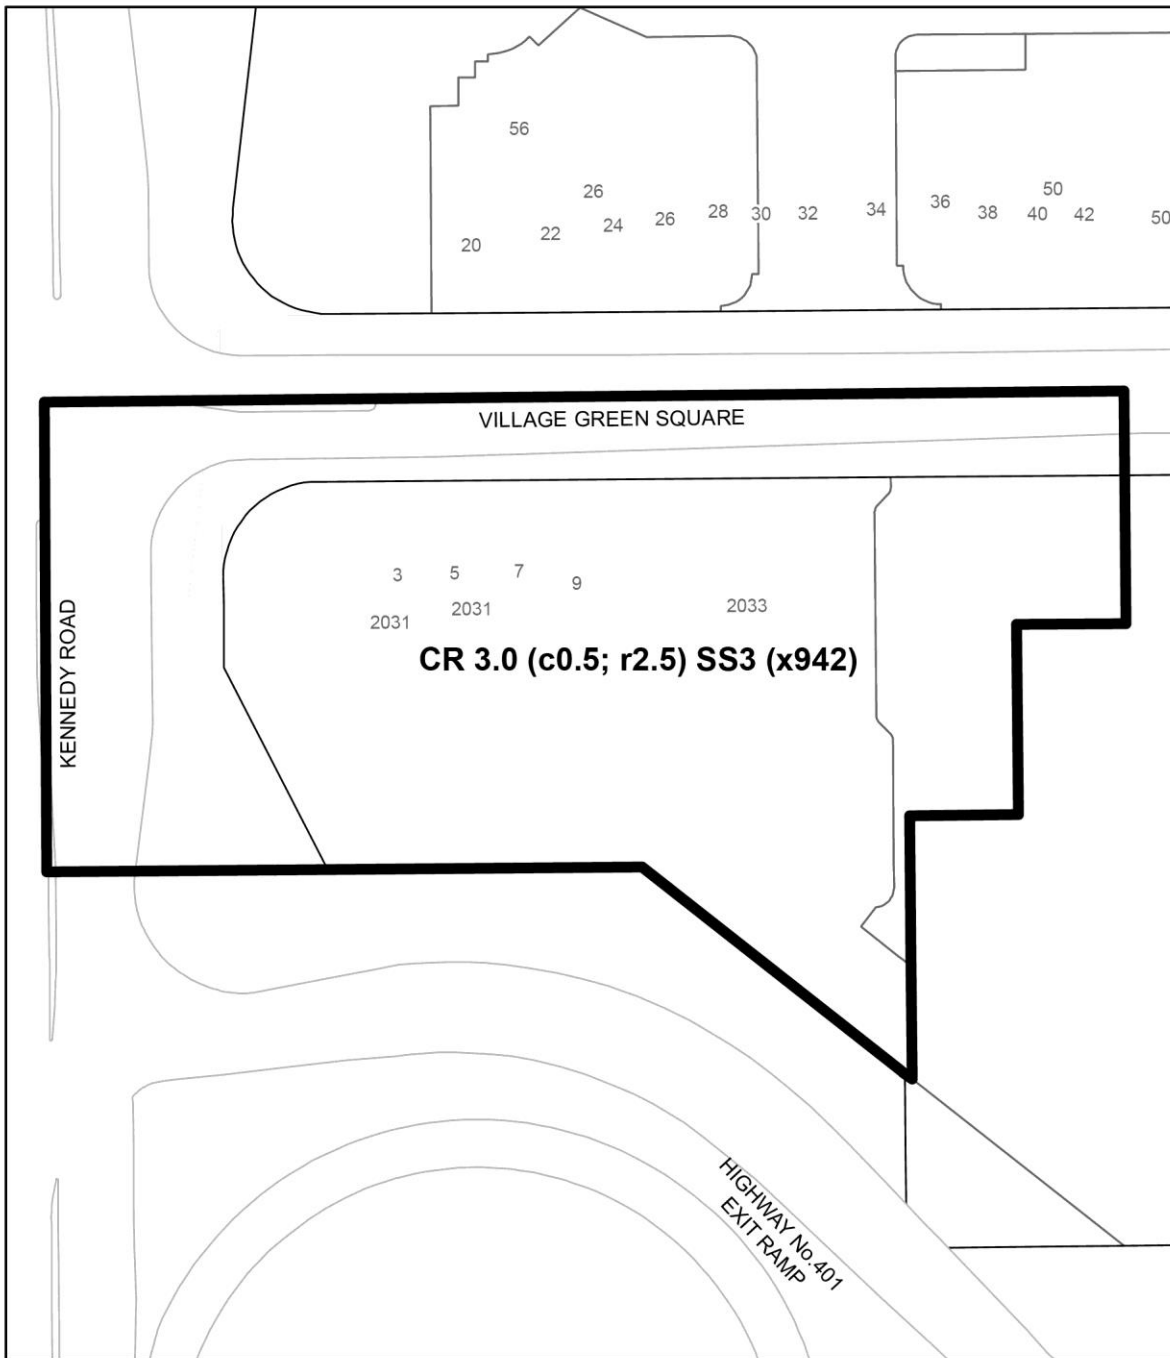 56
26
50
28 30 32 34 36 38 40 42 50
20 22 24 26
VILLAGE GREEN SQUARE
3 5 7 9
2031 2031 2033
CR 3.0 (c0.5; r2.5) SS3 (x942)
KENNEDY ROAD
HIGHWAY No.401
EXIT RAMP